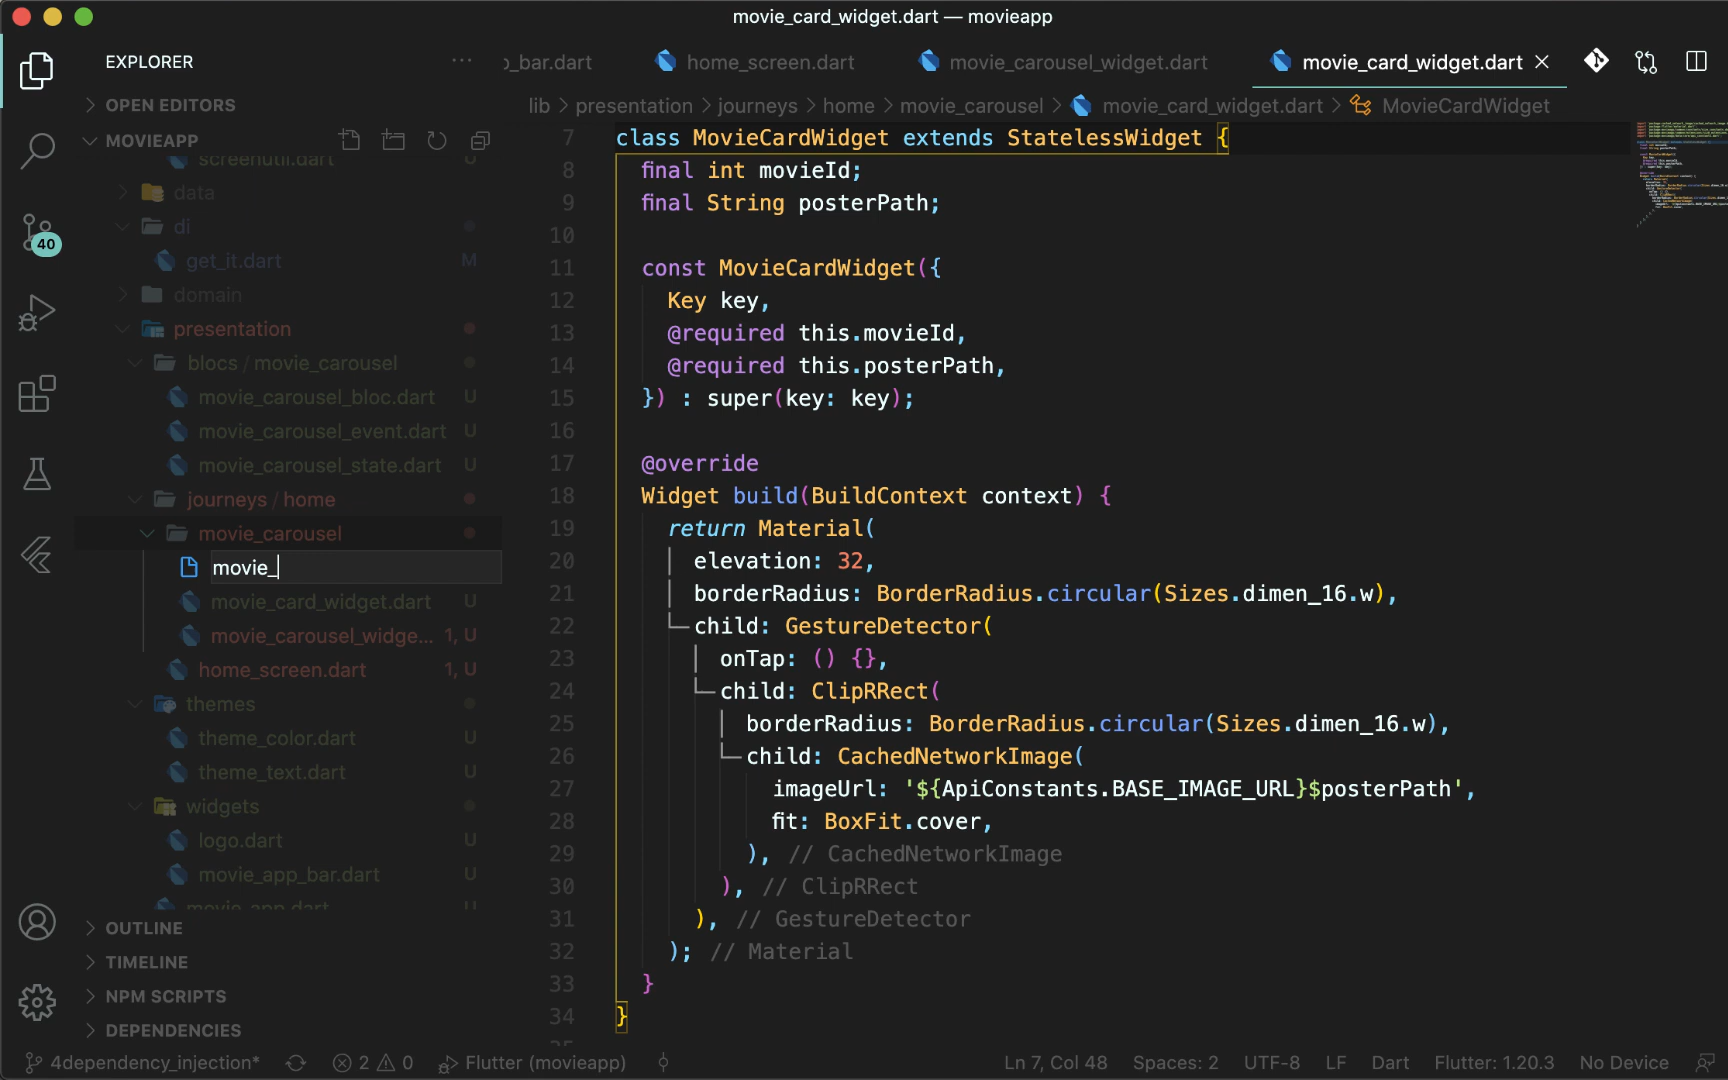 movie_card_widget.dart — movieapp
EXPLORER
_bar.dart
home_screen.dart
movie_carousel_widget.dart
movie_card_widget.dart
OPEN EDITORS
lib > presentation > journeys > home > movie_carousel > movie_card_widget.dart > MovieCardWidget
MOVIEAPP
screenutil.dart
data
di
get_it.dart M
domain
presentation
blocs / movie_carousel
movie_carousel_bloc.dart U
movie_carousel_event.dart U
movie_carousel_state.dart U
journeys / home
movie_carousel
movie_
movie_card_widget.dart U
movie_carousel_widge... 1, U
home_screen.dart 1, U
themes
theme_color.dart U
theme_text.dart U
widgets
logo.dart U
movie_app_bar.dart U
movie_app.dart U
40
OUTLINE
TIMELINE
NPM SCRIPTS
DEPENDENCIES
7 class MovieCardWidget extends StatelessWidget {
8 final int movieId;
9 final String posterPath;
10
11 const MovieCardWidget({
12 Key key,
13 @required this.movieId,
14 @required this.posterPath,
15 }) : super(key: key);
16
17 @override
18 Widget build(BuildContext context) {
19 return Material(
20 elevation: 32,
21 borderRadius: BorderRadius.circular(Sizes.dimen_16.w),
22 child: GestureDetector(
23 onTap: () {},
24 child: ClipRRect(
25 borderRadius: BorderRadius.circular(Sizes.dimen_16.w),
26 child: CachedNetworkImage(
27 imageUrl: '${ApiConstants.BASE_IMAGE_URL}$posterPath',
28 fit: BoxFit.cover,
29 ), // CachedNetworkImage
30 ), // ClipRRect
31 ), // GestureDetector
32 ); // Material
33 }
34 }
4dependency_injection* 2 0 Flutter (movieapp) Ln 7, Col 48 Spaces: 2 UTF-8 LF Dart Flutter: 1.20.3 No Device